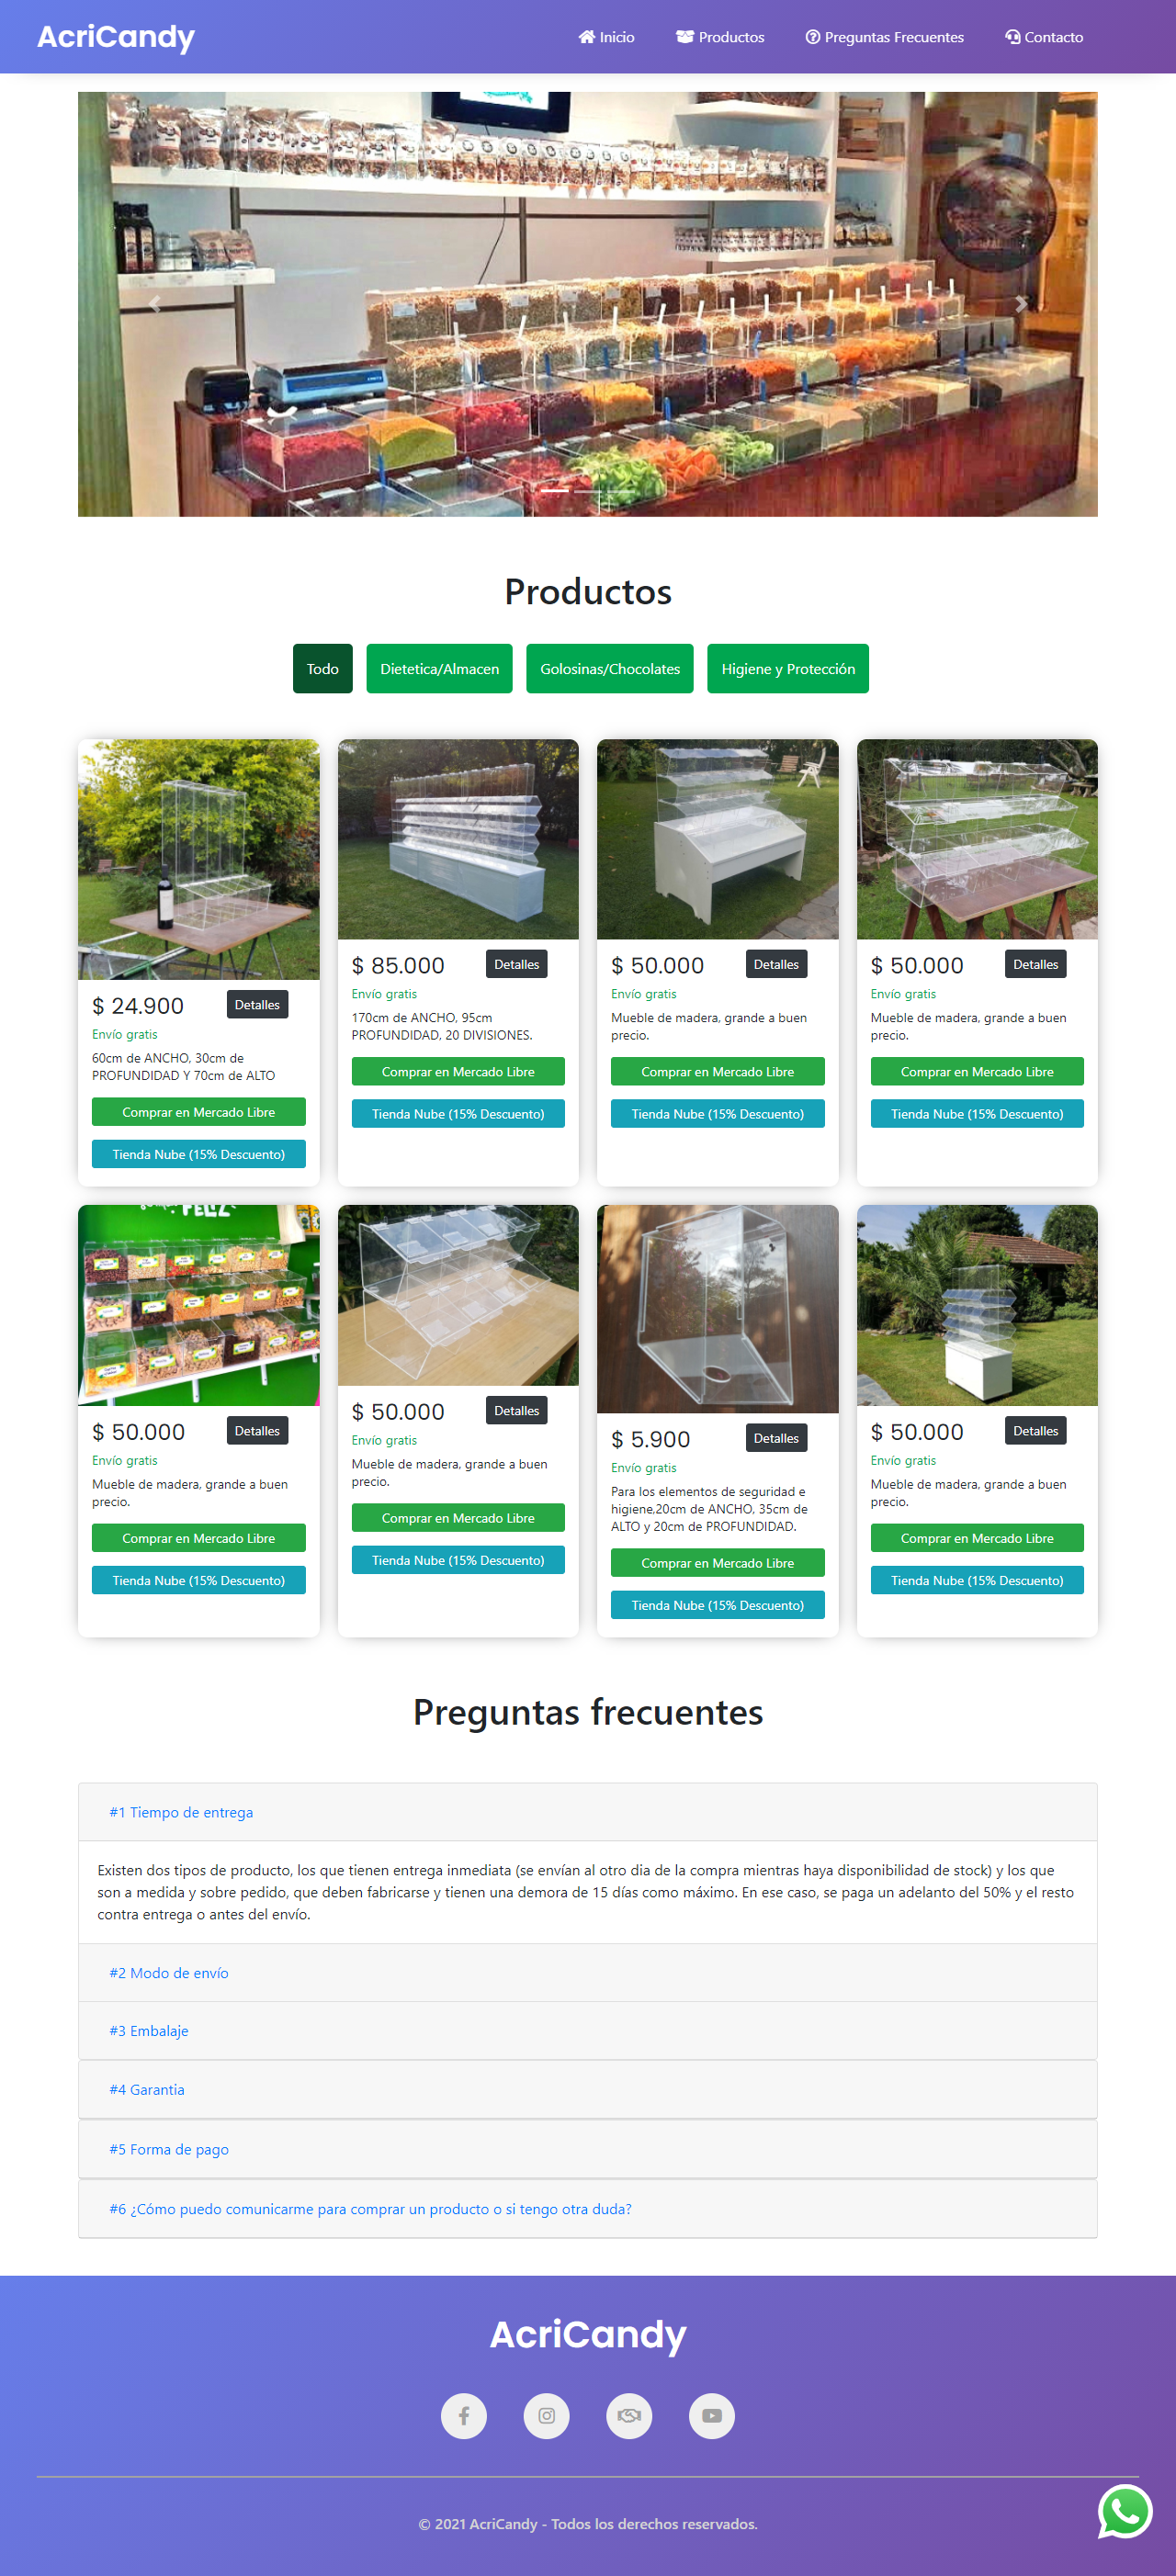 AcriCandy
Inicio
Productos
Preguntas Frecuentes
Contacto
Productos
Todo
Dietetica/Almacen
Golosinas/Chocolates
Higiene y Protección
$ 24.900
Detalles
Envío gratis
60cm de ANCHO, 30cm de
PROFUNDIDAD Y 70cm de ALTO
Comprar en Mercado Libre
Tienda Nube (15% Descuento)
$ 85.000
Detalles
Envío gratis
170cm de ANCHO, 95cm
PROFUNDIDAD, 20 DIVISIONES.
Comprar en Mercado Libre
Tienda Nube (15% Descuento)
$ 50.000
Detalles
Envío gratis
Mueble de madera, grande a buen
precio.
Comprar en Mercado Libre
Tienda Nube (15% Descuento)
$ 50.000
Detalles
Envío gratis
Mueble de madera, grande a buen
precio.
Comprar en Mercado Libre
Tienda Nube (15% Descuento)
FELIZ
$ 50.000
Detalles
Envío gratis
Mueble de madera, grande a buen
precio.
Comprar en Mercado Libre
Tienda Nube (15% Descuento)
$ 50.000
Detalles
Envío gratis
Mueble de madera, grande a buen
precio.
Comprar en Mercado Libre
Tienda Nube (15% Descuento)
$ 5.900
Detalles
Envío gratis
Para los elementos de seguridad e
higiene,20cm de ANCHO, 35cm de
ALTO y 20cm de PROFUNDIDAD.
Comprar en Mercado Libre
Tienda Nube (15% Descuento)
$ 50.000
Detalles
Envío gratis
Mueble de madera, grande a buen
precio.
Comprar en Mercado Libre
Tienda Nube (15% Descuento)
Preguntas frecuentes
#1 Tiempo de entrega
Existen dos tipos de producto, los que tienen entrega inmediata (se envían al otro dia de la compra mientras haya disponibilidad de stock) y los que
son a medida y sobre pedido, que deben fabricarse y tienen una demora de 15 días como máximo. En ese caso, se paga un adelanto del 50% y el resto
contra entrega o antes del envío.
#2 Modo de envío
#3 Embalaje
#4 Garantia
#5 Forma de pago
#6 ¿Cómo puedo comunicarme para comprar un producto o si tengo otra duda?
AcriCandy
© 2021 AcriCandy - Todos los derechos reservados.